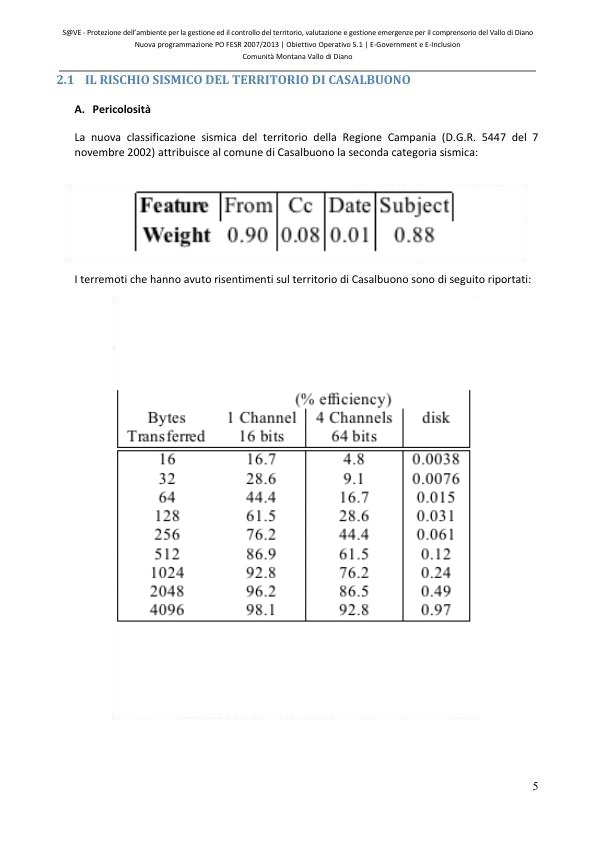 S@VE - Protezione dell'ambiente per la gestione ed il controllo del territorio, valutazione e gestione emergenze per il comprensorio del Vallo di Diano
Nuova programmazione PO FESR 2007/2013 | Obiettivo Operativo 5.1 | E-Government e E-Inclusion
Comunità Montana Vallo di Diano
2.1 IL RISCHIO SISMICO DEL TERRITORIO DI CASALBUONO
A. Pericolosità
La nuova classificazione sismica del territorio della Regione Campania (D.G.R. 5447 del 7
novembre 2002) attribuisce al comune di Casalbuono la seconda categoria sismica:
Feature From Cc Date Subject
Weight 0.90 0.08 0.01 0.88
I terremoti che hanno avuto risentimenti sul territorio di Casalbuono sono di seguito riportati:
(% efficiency)
Bytes 1 Channel 4 Channels disk
Transferred 16 bits 64 bits
16 16.7 4.8 0.0038
32 28.6 9.1 0.0076
64 44.4 16.7 0.015
128 61.5 28.6 0.031
256 76.2 44.4 0.061
512 86.9 61.5 0.12
1024 92.8 76.2 0.24
2048 96.2 86.5 0.49
4096 98.1 92.8 0.97
5